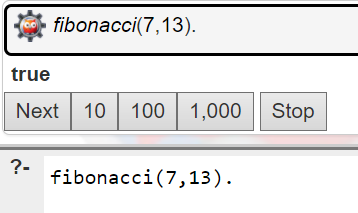 fibonacci(7,13).
true
Next 10 100 1,000 Stop
?- fibonacci(7,13).